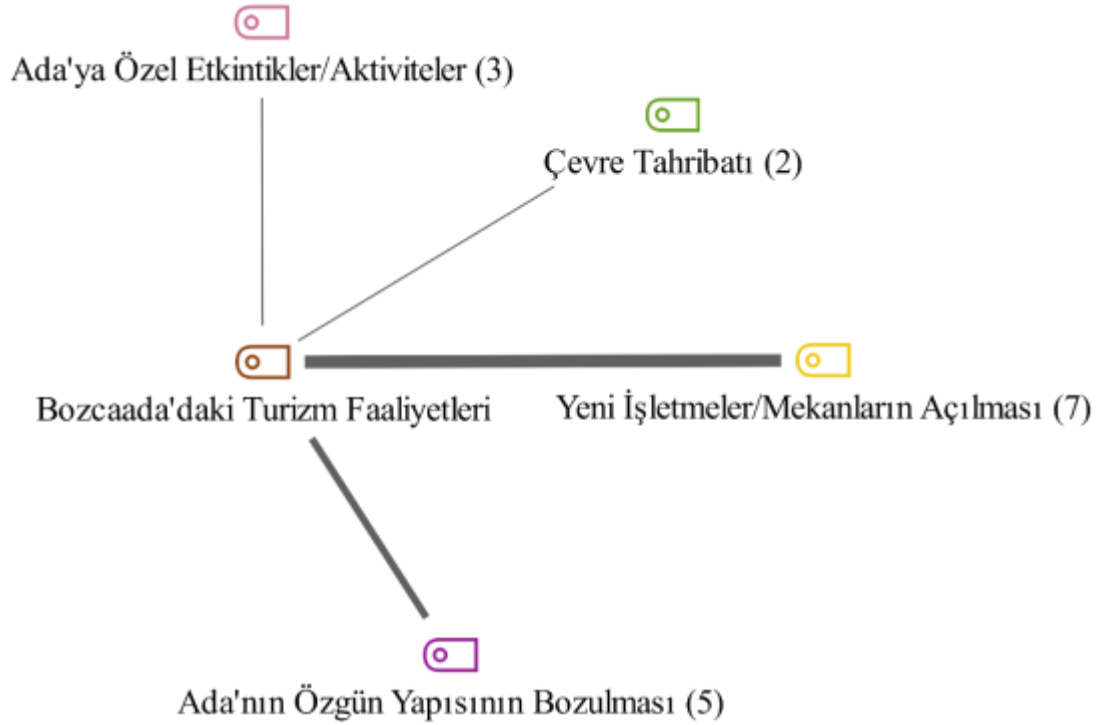 Ada'ya Özel Etkintikler/Aktiviteler (3)
Çevre Tahribatı (2)
Bozcaada'daki Turizm Faaliyetleri
Yeni İşletmeler/Mekanların Açılması (7)
Ada'nın Özgün Yapısının Bozulması (5)